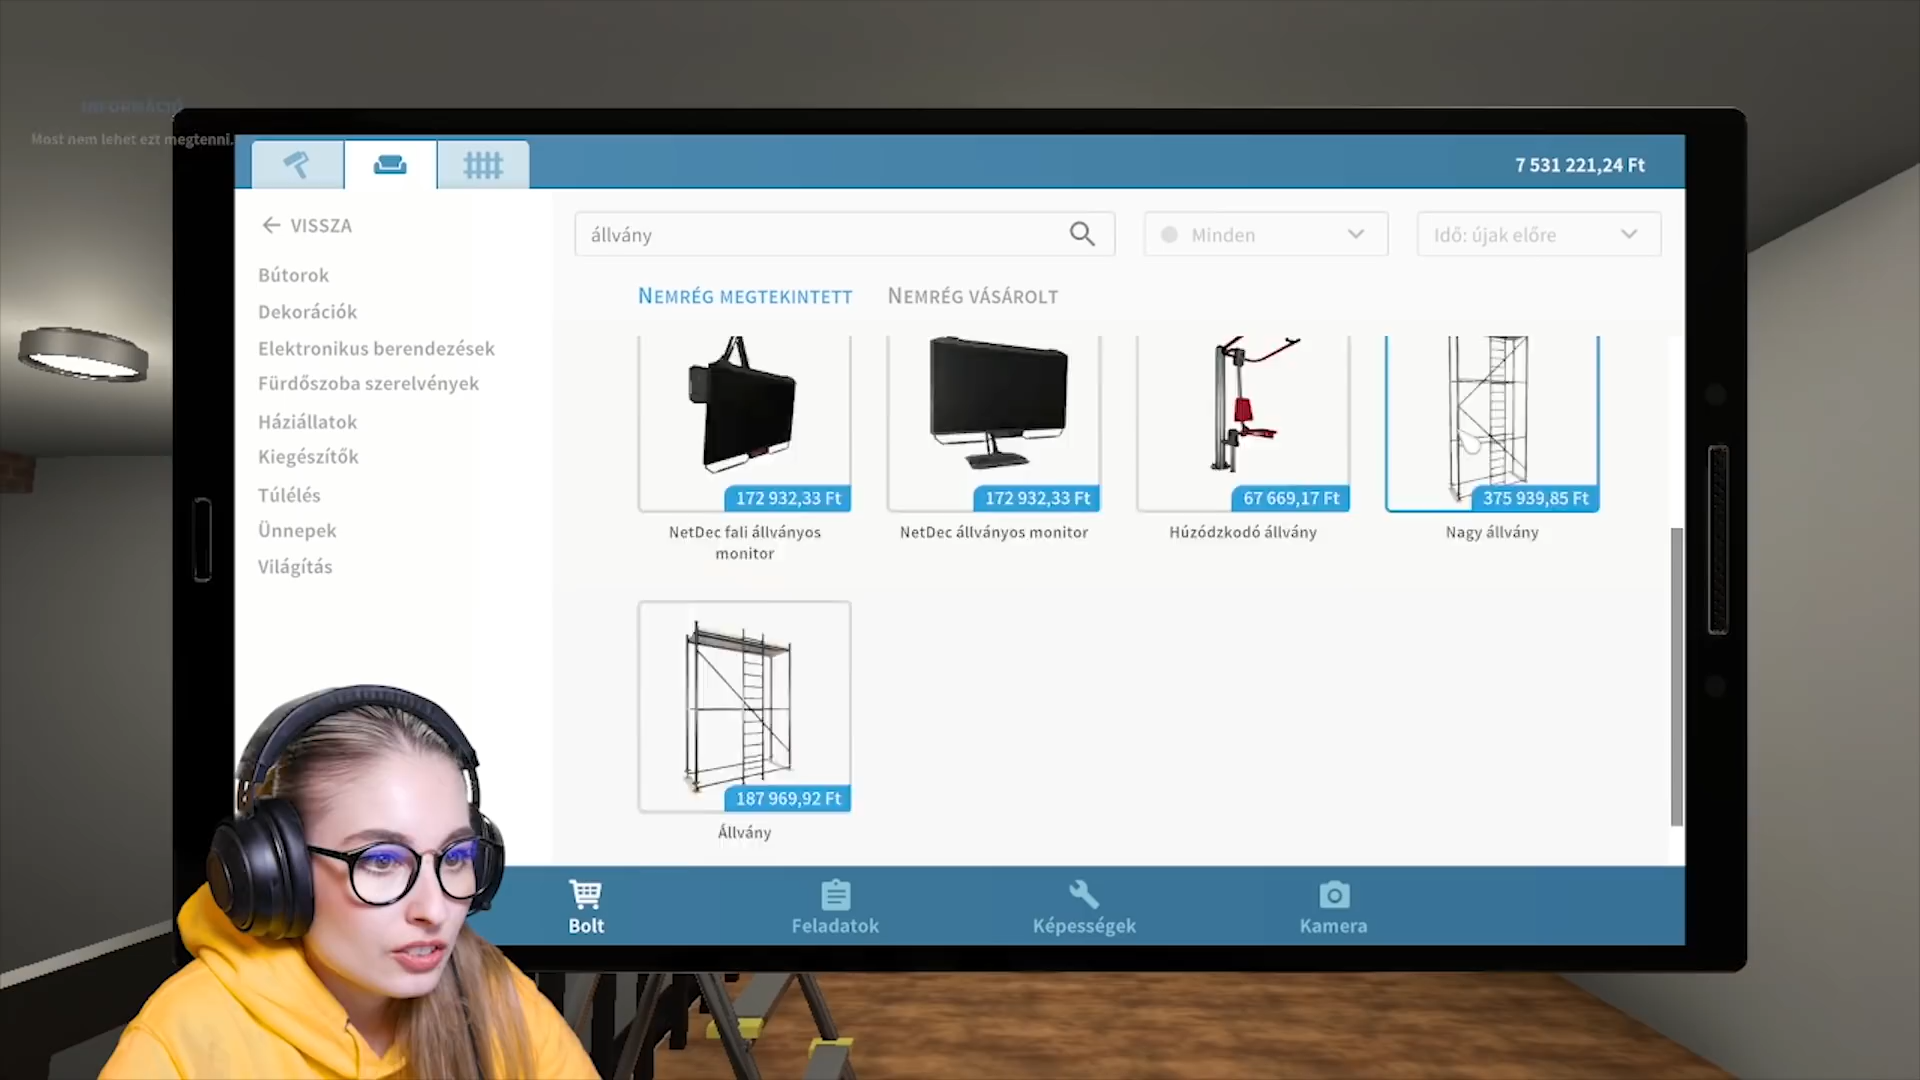 INFORMÁCIÓ
Most nem lehet ezt megtenni.
7 531 221,24 Ft
VISSZA
Bútorok
Dekorációk
Elektronikus berendezések
Fürdőszoba szerelvények
Háziállatok
Kiegészítők
Túlélés
Ünnepek
Világítás
állvány
Minden
Idő: újak előre
NEMRÉG MEGTEKINTETT
NEMRÉG VÁSÁROLT
172 932,33 Ft
NetDec fali állványos
monitor
172 932,33 Ft
NetDec állványos monitor
67 669,17 Ft
Húzódzkodó állvány
375 939,85 Ft
Nagy állvány
187 969,92 Ft
Állvány
Bolt
Feladatok
Képességek
Kamera